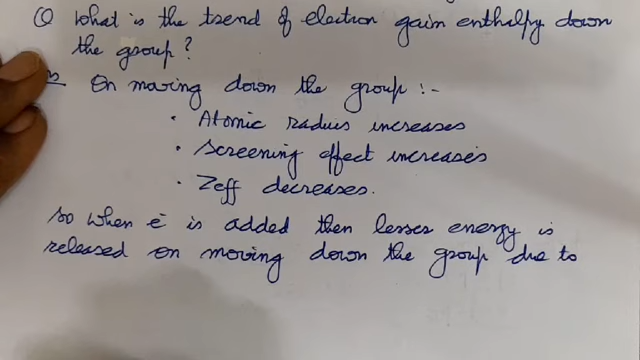 Q What is the trend of electron gain enthalpy down
the group?
On moving down the group :-
• Atomic radius increases
• Screening effect increases
• Zeff decreases.
so when e⁻ is added then lesser energy is
released on moving down the group due to